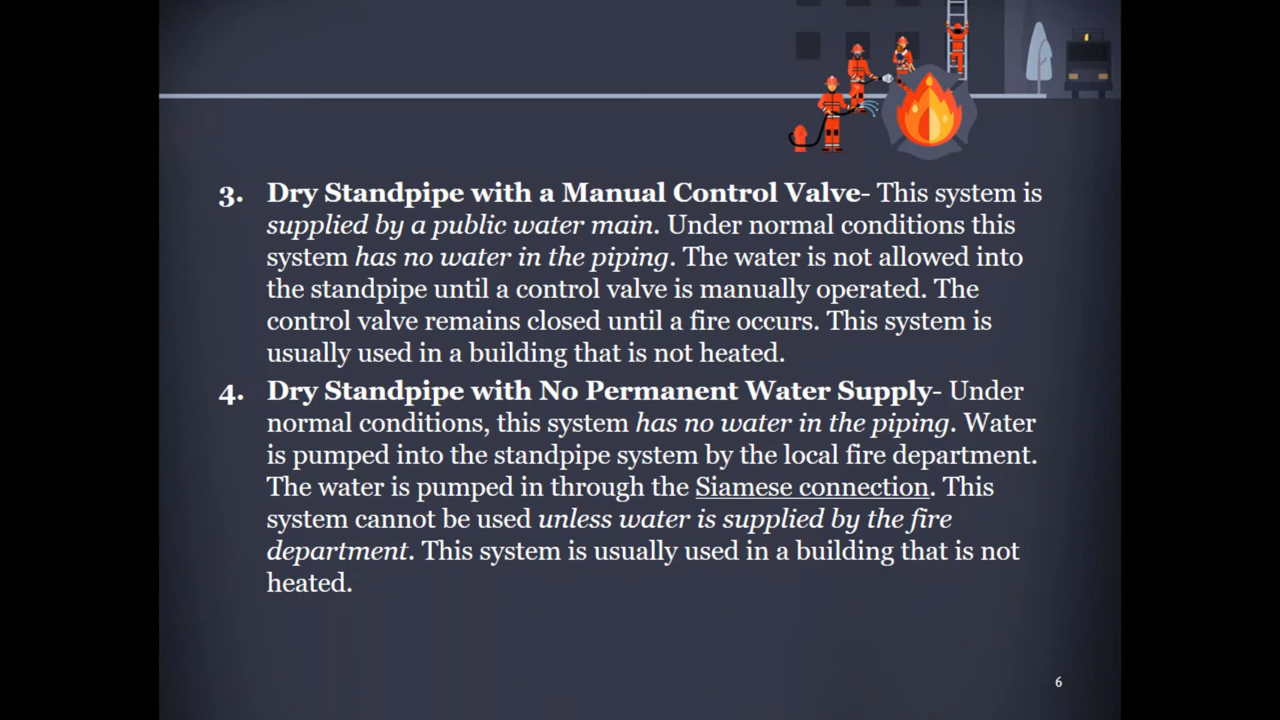 3. Dry Standpipe with a Manual Control Valve- This system is
supplied by a public water main. Under normal conditions this
system has no water in the piping. The water is not allowed into
the standpipe until a control valve is manually operated. The
control valve remains closed until a fire occurs. This system is
usually used in a building that is not heated.
4. Dry Standpipe with No Permanent Water Supply- Under
normal conditions, this system has no water in the piping. Water
is pumped into the standpipe system by the local fire department.
The water is pumped in through the Siamese connection. This
system cannot be used unless water is supplied by the fire
department. This system is usually used in a building that is not
heated.
6